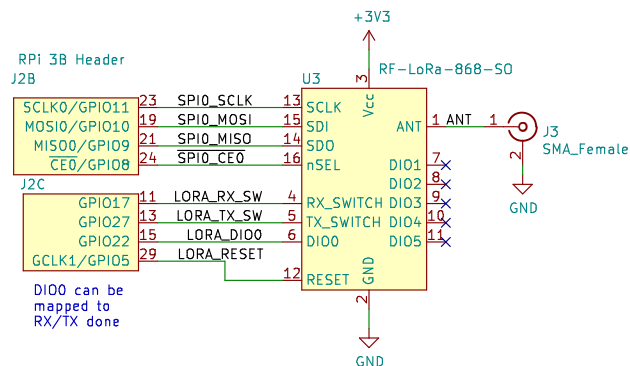 +3V3
RPi 3B Header
J2B
SCLK0/GPIO11 23 SPI0_SCLK
MOSI0/GPIO10 19 SPI0_MOSI
MISO0/GPIO9 21 SPI0_MISO
CE0/GPIO8 24 SPI0_CE0
J2C
GPIO17 11 LORA_RX_SW
GPIO27 13 LORA_TX_SW
GPIO22 15 LORA_DIO0
GCLK1/GPIO5 29 LORA_RESET
DIO0 can be
mapped to
RX/TX done
U3
RF-LoRa-868-SO
3
Vcc
13 SCLK
15 SDI
14 SDO
16 nSEL
4 RX_SWITCH
5 TX_SWITCH
6 DIO0
12 RESET
ANT 1 ANT 1
DIO1 7
DIO2 8
DIO3 9
DIO4 10
DIO5 11
GND
2
GND
J3
SMA_Female
2
GND